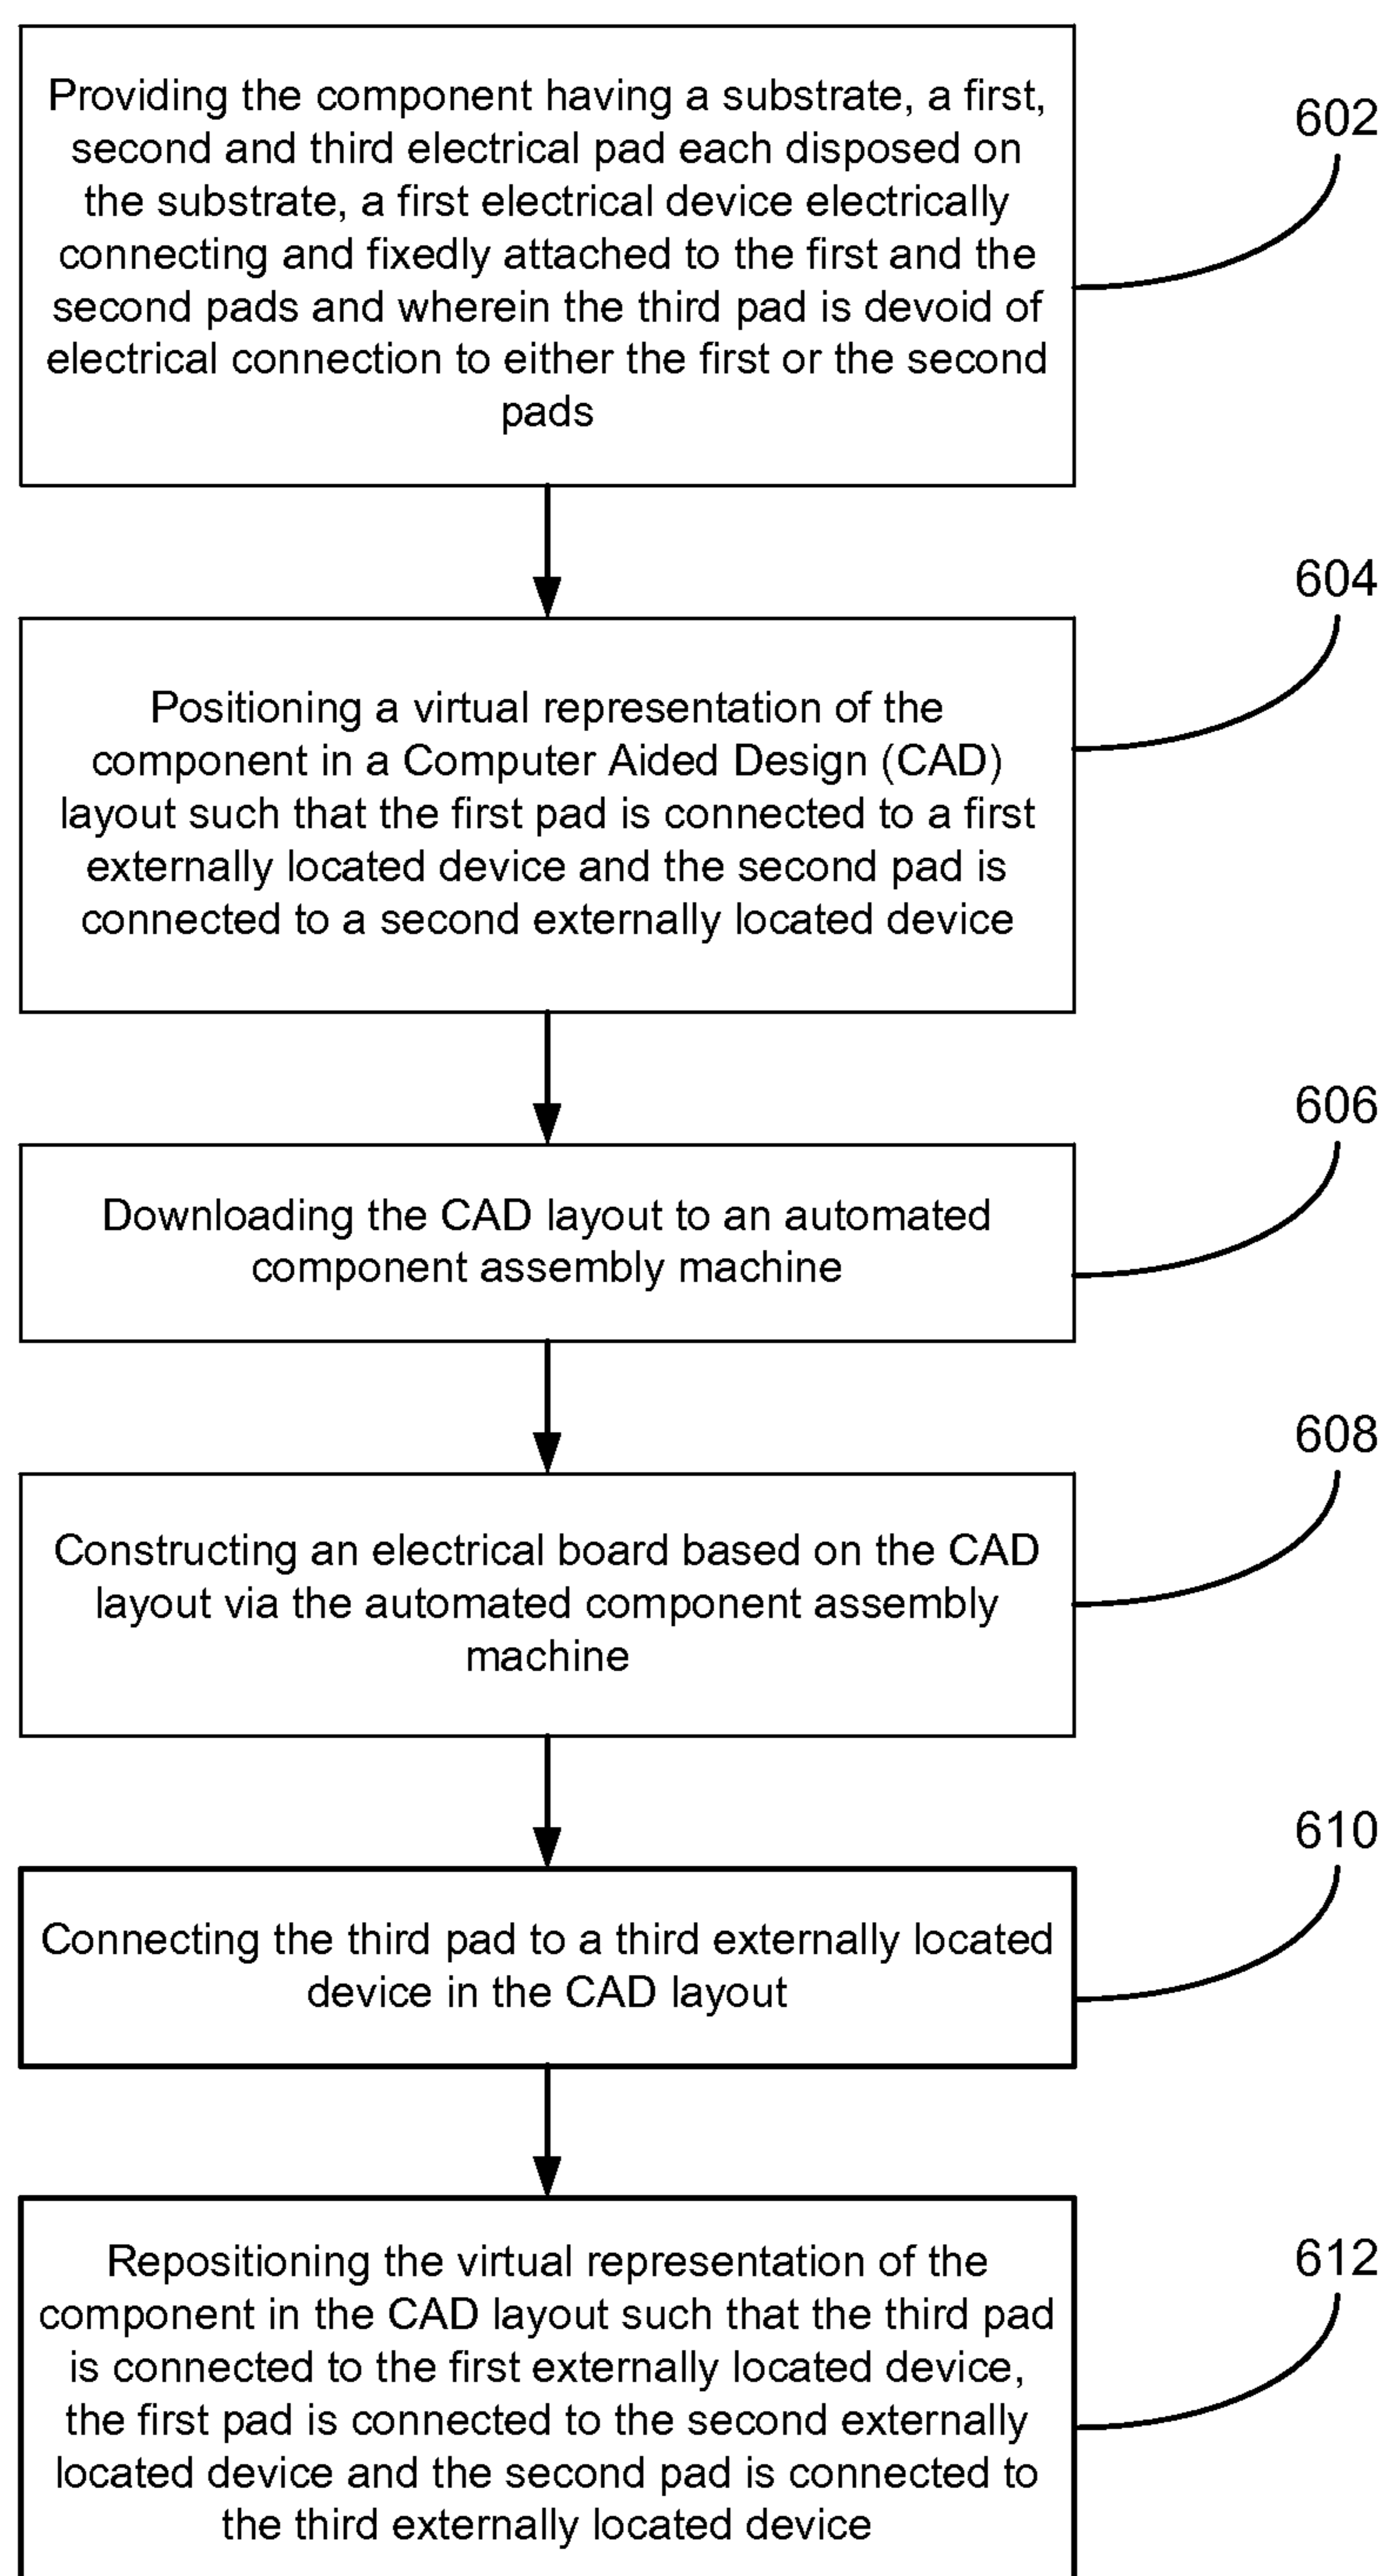 Providing the component having a substrate, a first,
second and third electrical pad each disposed on
the substrate, a first electrical device electrically
connecting and fixedly attached to the first and the
second pads and wherein the third pad is devoid of
electrical connection to either the first or the second
pads
602
Positioning a virtual representation of the
component in a Computer Aided Design (CAD)
layout such that the first pad is connected to a first
externally located device and the second pad is
connected to a second externally located device
604
Downloading the CAD layout to an automated
component assembly machine
606
Constructing an electrical board based on the CAD
layout via the automated component assembly
machine
608
Connecting the third pad to a third externally located
device in the CAD layout
610
Repositioning the virtual representation of the
component in the CAD layout such that the third pad
is connected to the first externally located device,
the first pad is connected to the second externally
located device and the second pad is connected to
the third externally located device
612